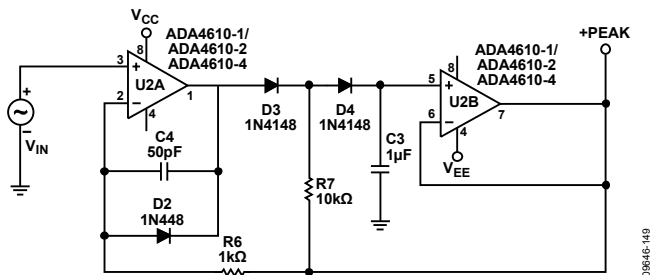 VCC
ADA4610-1/
ADA4610-2
ADA4610-4
8
3
+
U2A
2
−
1
4
+
−
VIN
C4
50pF
D2
1N448
R6
1kΩ
D3
1N4148
D4
1N4148
R7
10kΩ
C3
1µF
+PEAK
ADA4610-1/
ADA4610-2
ADA4610-4
8
5
+
U2B
6
−
7
4
VEE
09646-149